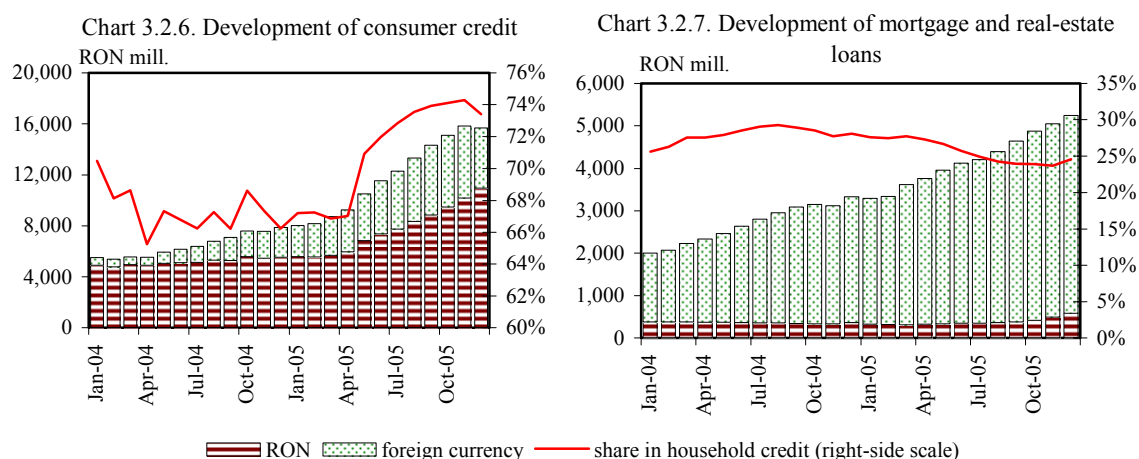 Chart 3.2.6. Development of consumer credit
RON mill.
20,000
16,000
12,000
8,000
4,000
0
76%
74%
72%
70%
68%
66%
64%
62%
60%
Jan-04
Apr-04
Jul-04
Oct-04
Jan-05
Apr-05
Jul-05
Oct-05
Chart 3.2.7. Development of mortgage and real-estate
loans
RON mill.
6,000
5,000
4,000
3,000
2,000
1,000
0
35%
30%
25%
20%
15%
10%
5%
0%
Jan-04
Apr-04
Jul-04
Oct-04
Jan-05
Apr-05
Jul-05
Oct-05
RON foreign currency share in household credit (right-side scale)